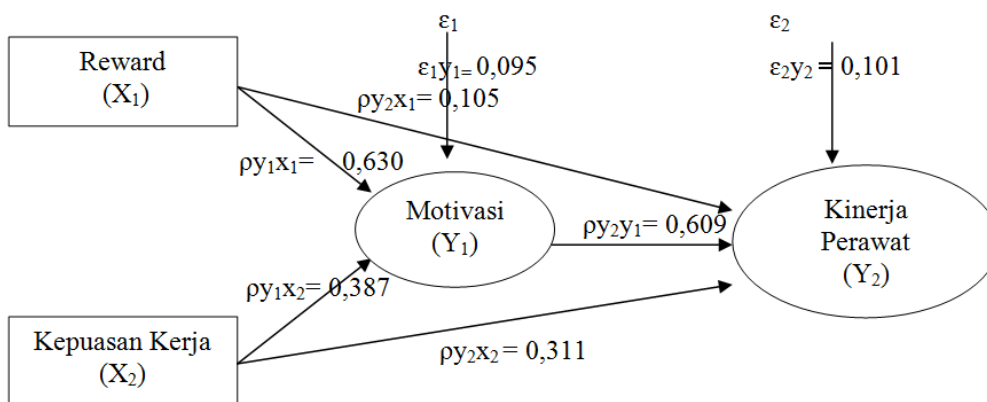 ε₁
ε₂
Reward
(X₁)
ε₁y₁= 0,095
ε₂y₂ = 0,101
ρy₂x₁= 0,105
ρy₁x₁= 0,630
Motivasi
(Y₁)
ρy₂y₁= 0,609
Kinerja
Perawat
(Y₂)
ρy₁x₂= 0,387
Kepuasan Kerja
(X₂)
ρy₂x₂ = 0,311